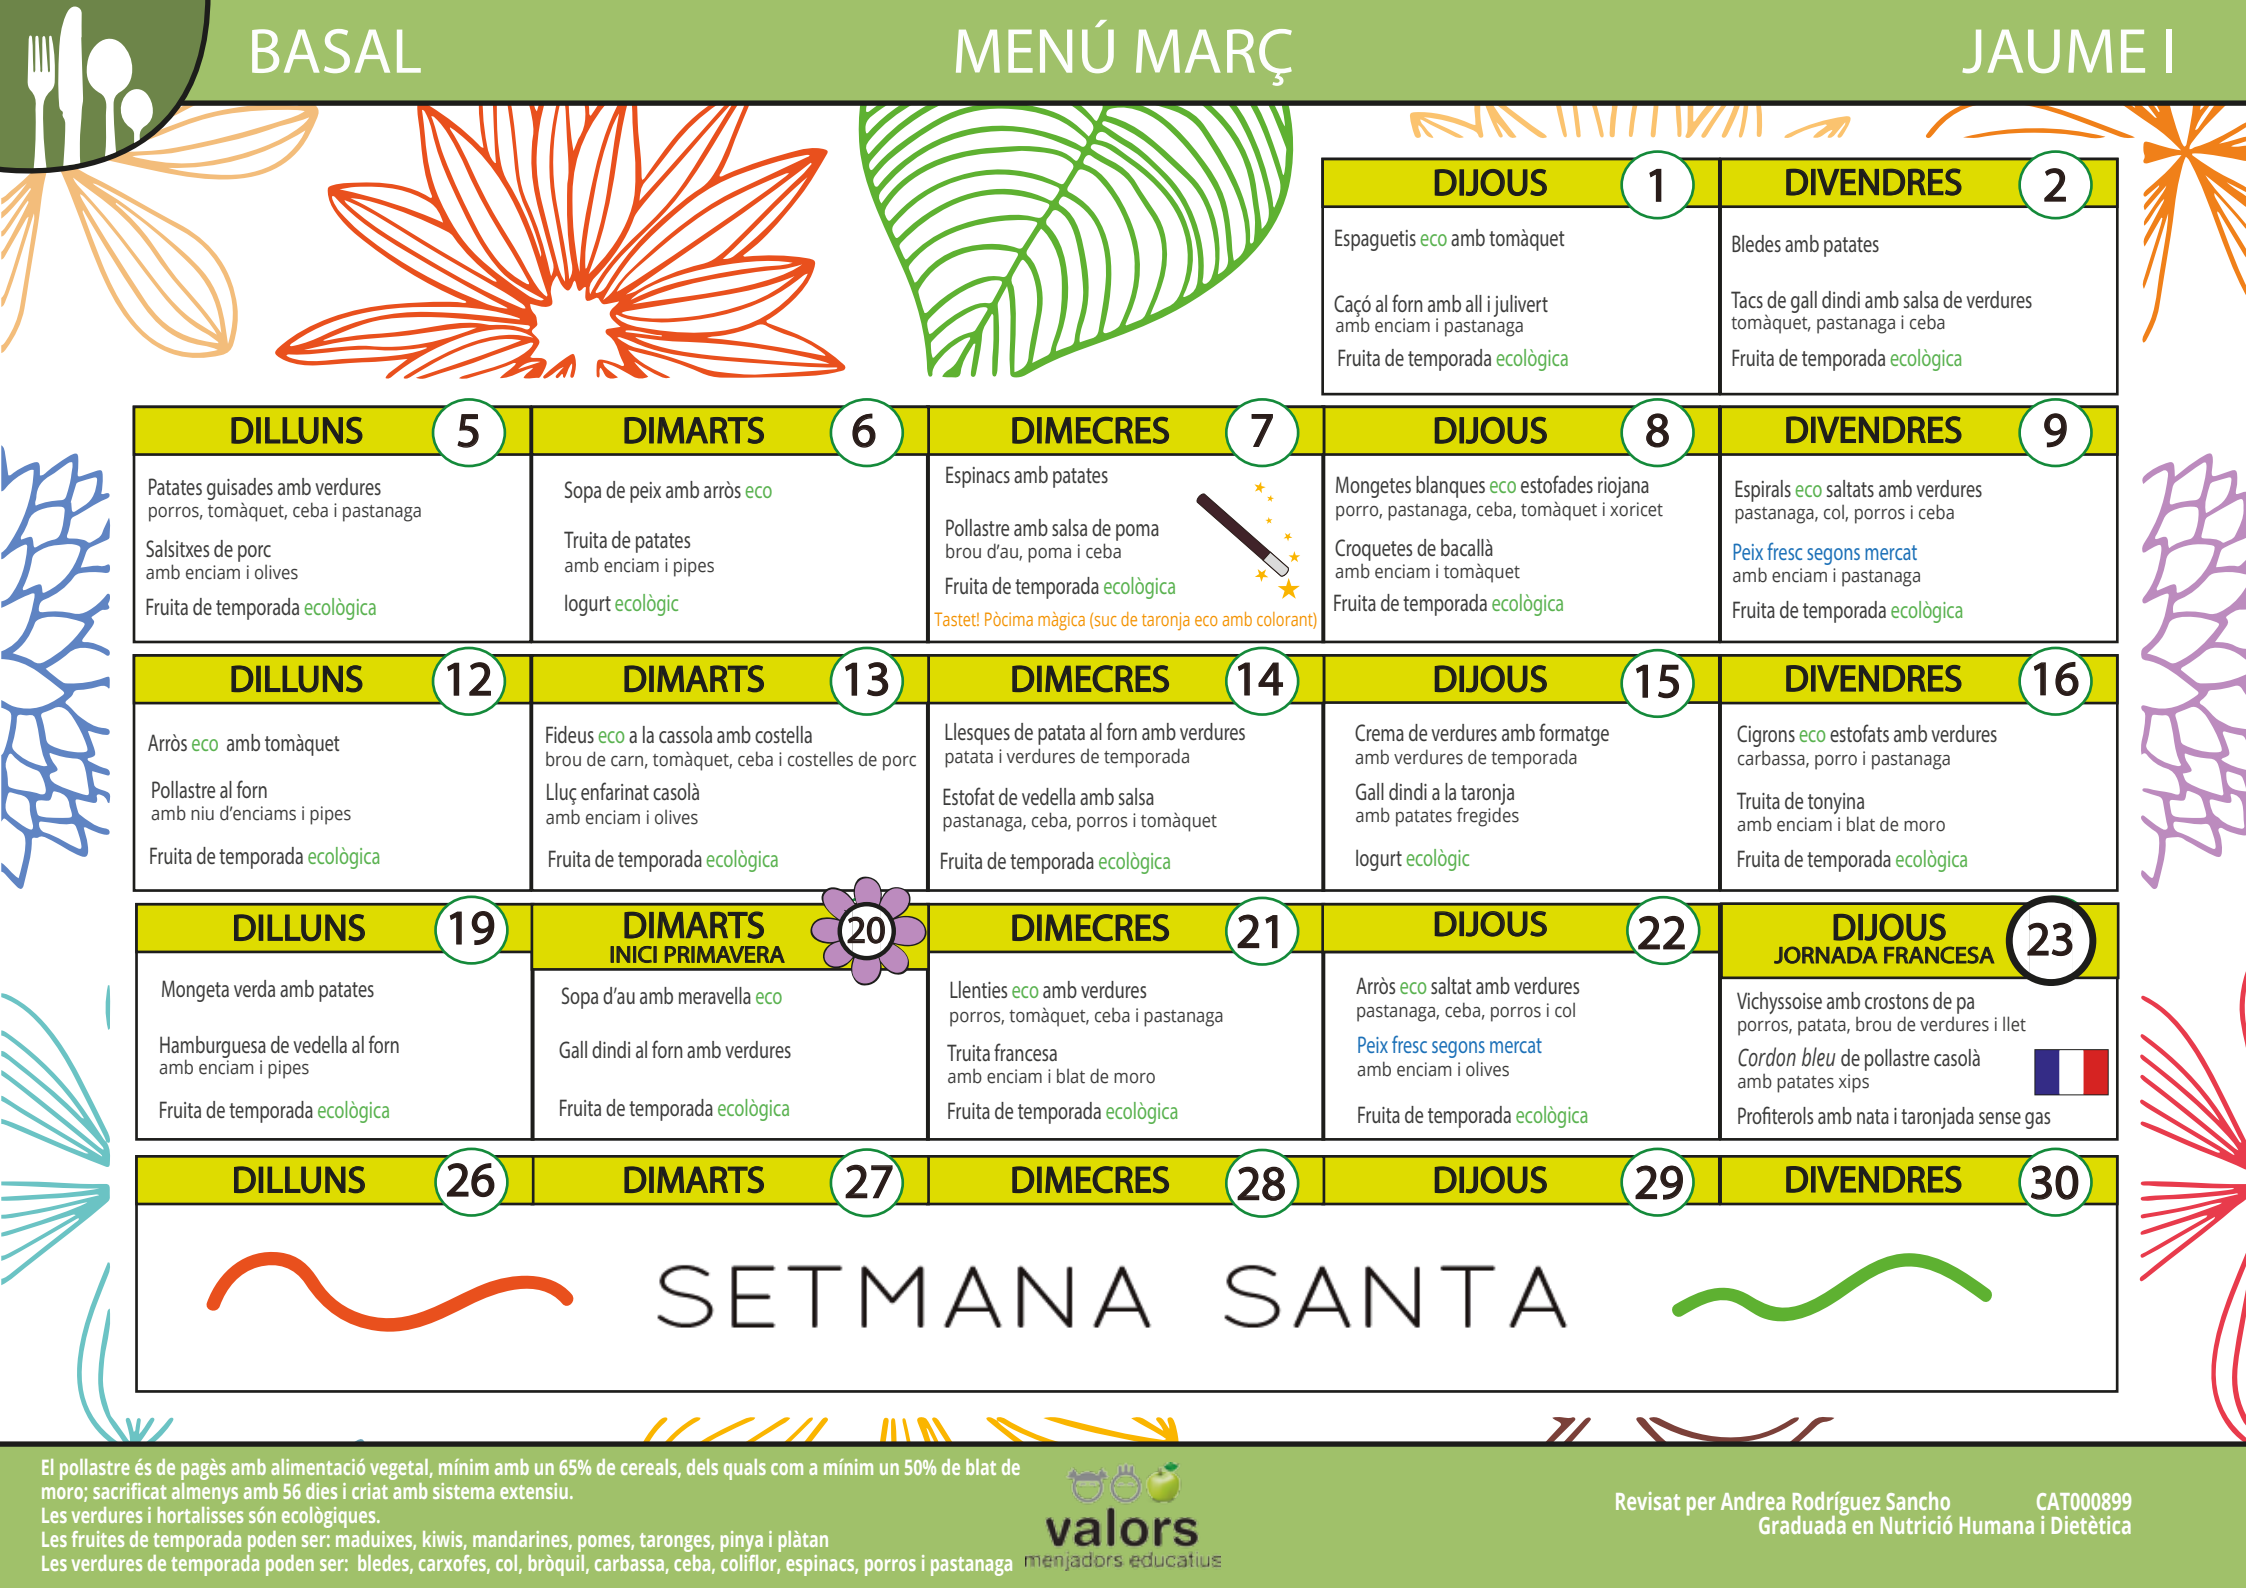 BASAL
MENÚ MARÇ
JAUME I
DIJOUS 1
Espaguetis eco amb tomàquet
Caçó al forn amb all i julivert
amb enciam i pastanaga
Fruita de temporada ecològica
DIVENDRES 2
Bledes amb patates
Tacs de gall dindi amb salsa de verdures
tomàquet, pastanaga i ceba
Fruita de temporada ecològica
DILLUNS 5
Patates guisades amb verdures
porros, tomàquet, ceba i pastanaga
Salsitxes de porc
amb enciam i olives
Fruita de temporada ecològica
DIMARTS 6
Sopa de peix amb arròs eco
Truita de patates
amb enciam i pipes
Iogurt ecològic
DIMECRES 7
Espinacs amb patates
Pollastre amb salsa de poma
brou d'au, poma i ceba
Fruita de temporada ecològica
Tastet! Pòcima màgica (suc de taronja eco amb colorant)
DIJOUS 8
Mongetes blanques eco estofades riojana
porro, pastanaga, ceba, tomàquet i xoricet
Croquetes de bacallà
amb enciam i tomàquet
Fruita de temporada ecològica
DIVENDRES 9
Espirals eco saltats amb verdures
pastanaga, col, porros i ceba
Peix fresc segons mercat
amb enciam i pastanaga
Fruita de temporada ecològica
DILLUNS 12
Arròs eco amb tomàquet
Pollastre al forn
amb niu d'enciams i pipes
Fruita de temporada ecològica
DIMARTS 13
Fideus eco a la cassola amb costella
brou de carn, tomàquet, ceba i costelles de porc
Lluç enfarinat casolà
amb enciam i olives
Fruita de temporada ecològica
DIMECRES 14
Llesques de patata al forn amb verdures
patata i verdures de temporada
Estofat de vedella amb salsa
pastanaga, ceba, porros i tomàquet
Fruita de temporada ecològica
DIJOUS 15
Crema de verdures amb formatge
amb verdures de temporada
Gall dindi a la taronja
amb patates fregides
Iogurt ecològic
DIVENDRES 16
Cigrons eco estofats amb verdures
carbassa, porro i pastanaga
Truita de tonyina
amb enciam i blat de moro
Fruita de temporada ecològica
DILLUNS 19
Mongeta verda amb patates
Hamburguesa de vedella al forn
amb enciam i pipes
Fruita de temporada ecològica
DIMARTS 20
INICI PRIMAVERA
Sopa d'au amb meravella eco
Gall dindi al forn amb verdures
Fruita de temporada ecològica
DIMECRES 21
Llenties eco amb verdures
porros, tomàquet, ceba i pastanaga
Truita francesa
amb enciam i blat de moro
Fruita de temporada ecològica
DIJOUS 22
Arròs eco saltat amb verdures
pastanaga, ceba, porros i col
Peix fresc segons mercat
amb enciam i olives
Fruita de temporada ecològica
DIJOUS 23
JORNADA FRANCESA
Vichyssoise amb crostons de pa
porros, patata, brou de verdures i llet
Cordon bleu de pollastre casolà
amb patates xips
Profiterols amb nata i taronjada sense gas
DILLUNS 26
DIMARTS 27
DIMECRES 28
DIJOUS 29
DIVENDRES 30
SETMANA SANTA
El pollastre és de pagès amb alimentació vegetal, mínim amb un 65% de cereals, dels quals com a mínim un 50% de blat de
moro; sacrificat almenys amb 56 dies i criat amb sistema extensiu.
Les verdures i hortalisses són ecològiques.
Les fruites de temporada poden ser: maduixes, kiwis, mandarines, pomes, taronges, pinya i plàtan
Les verdures de temporada poden ser: bledes, carxofes, col, bròquil, carbassa, ceba, coliflor, espinacs, porros i pastanaga
valors
menjadors educatius
Revisat per Andrea Rodríguez Sancho CAT000899
Graduada en Nutrició Humana i Dietètica